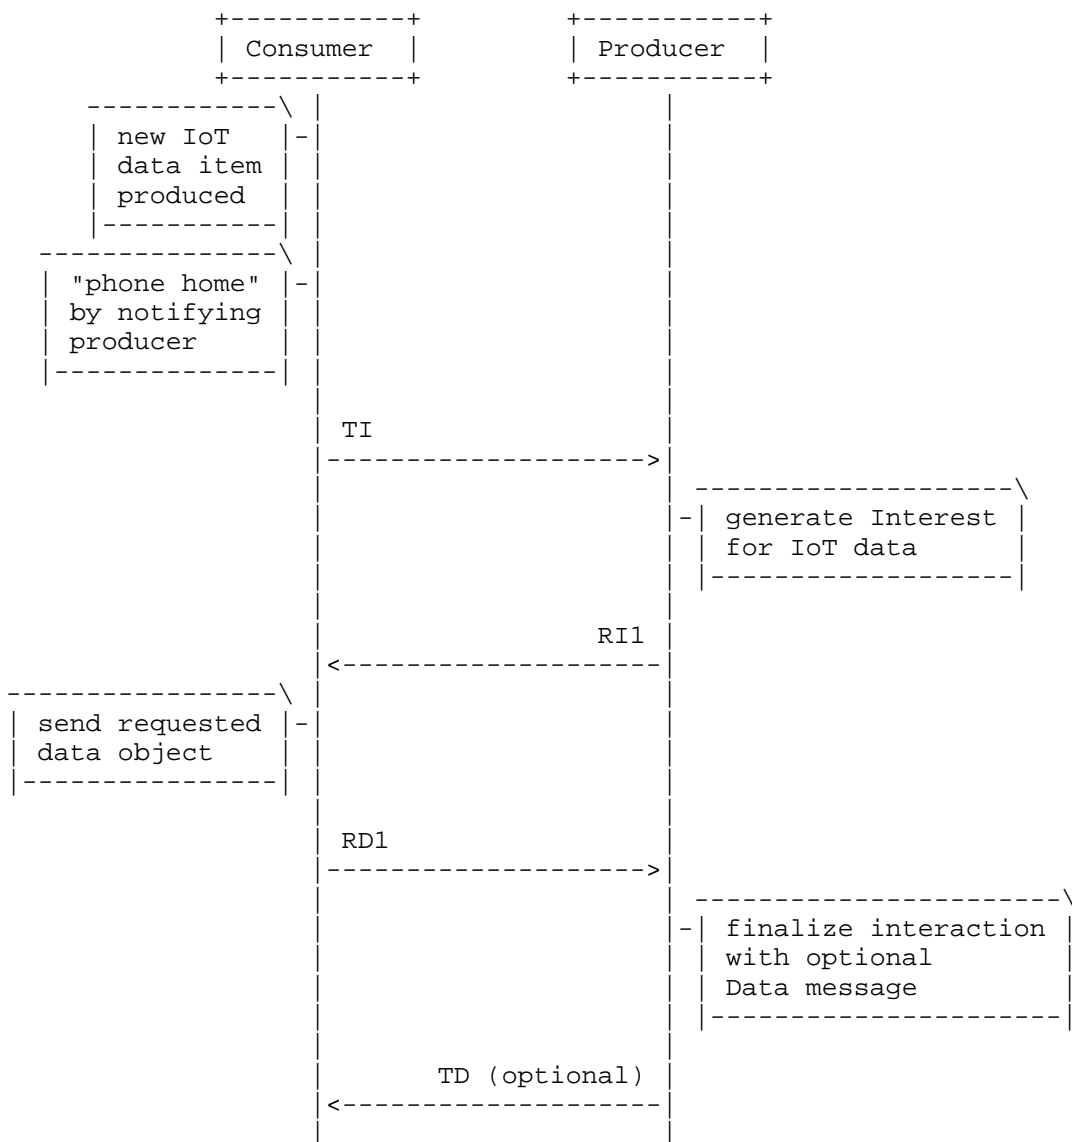 Consumer Producer
new IoT
data item
produced
"phone home"
by notifying
producer
TI
generate Interest
for IoT data
RI1
send requested
data object
RD1
finalize interaction
with optional
Data message
TD (optional)